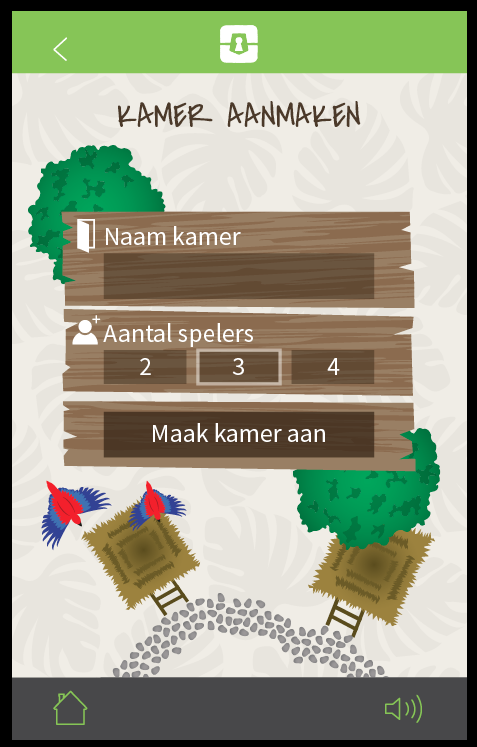 KAMER AANMAKEN
Naam kamer
Aantal spelers
2 3 4
Maak kamer aan